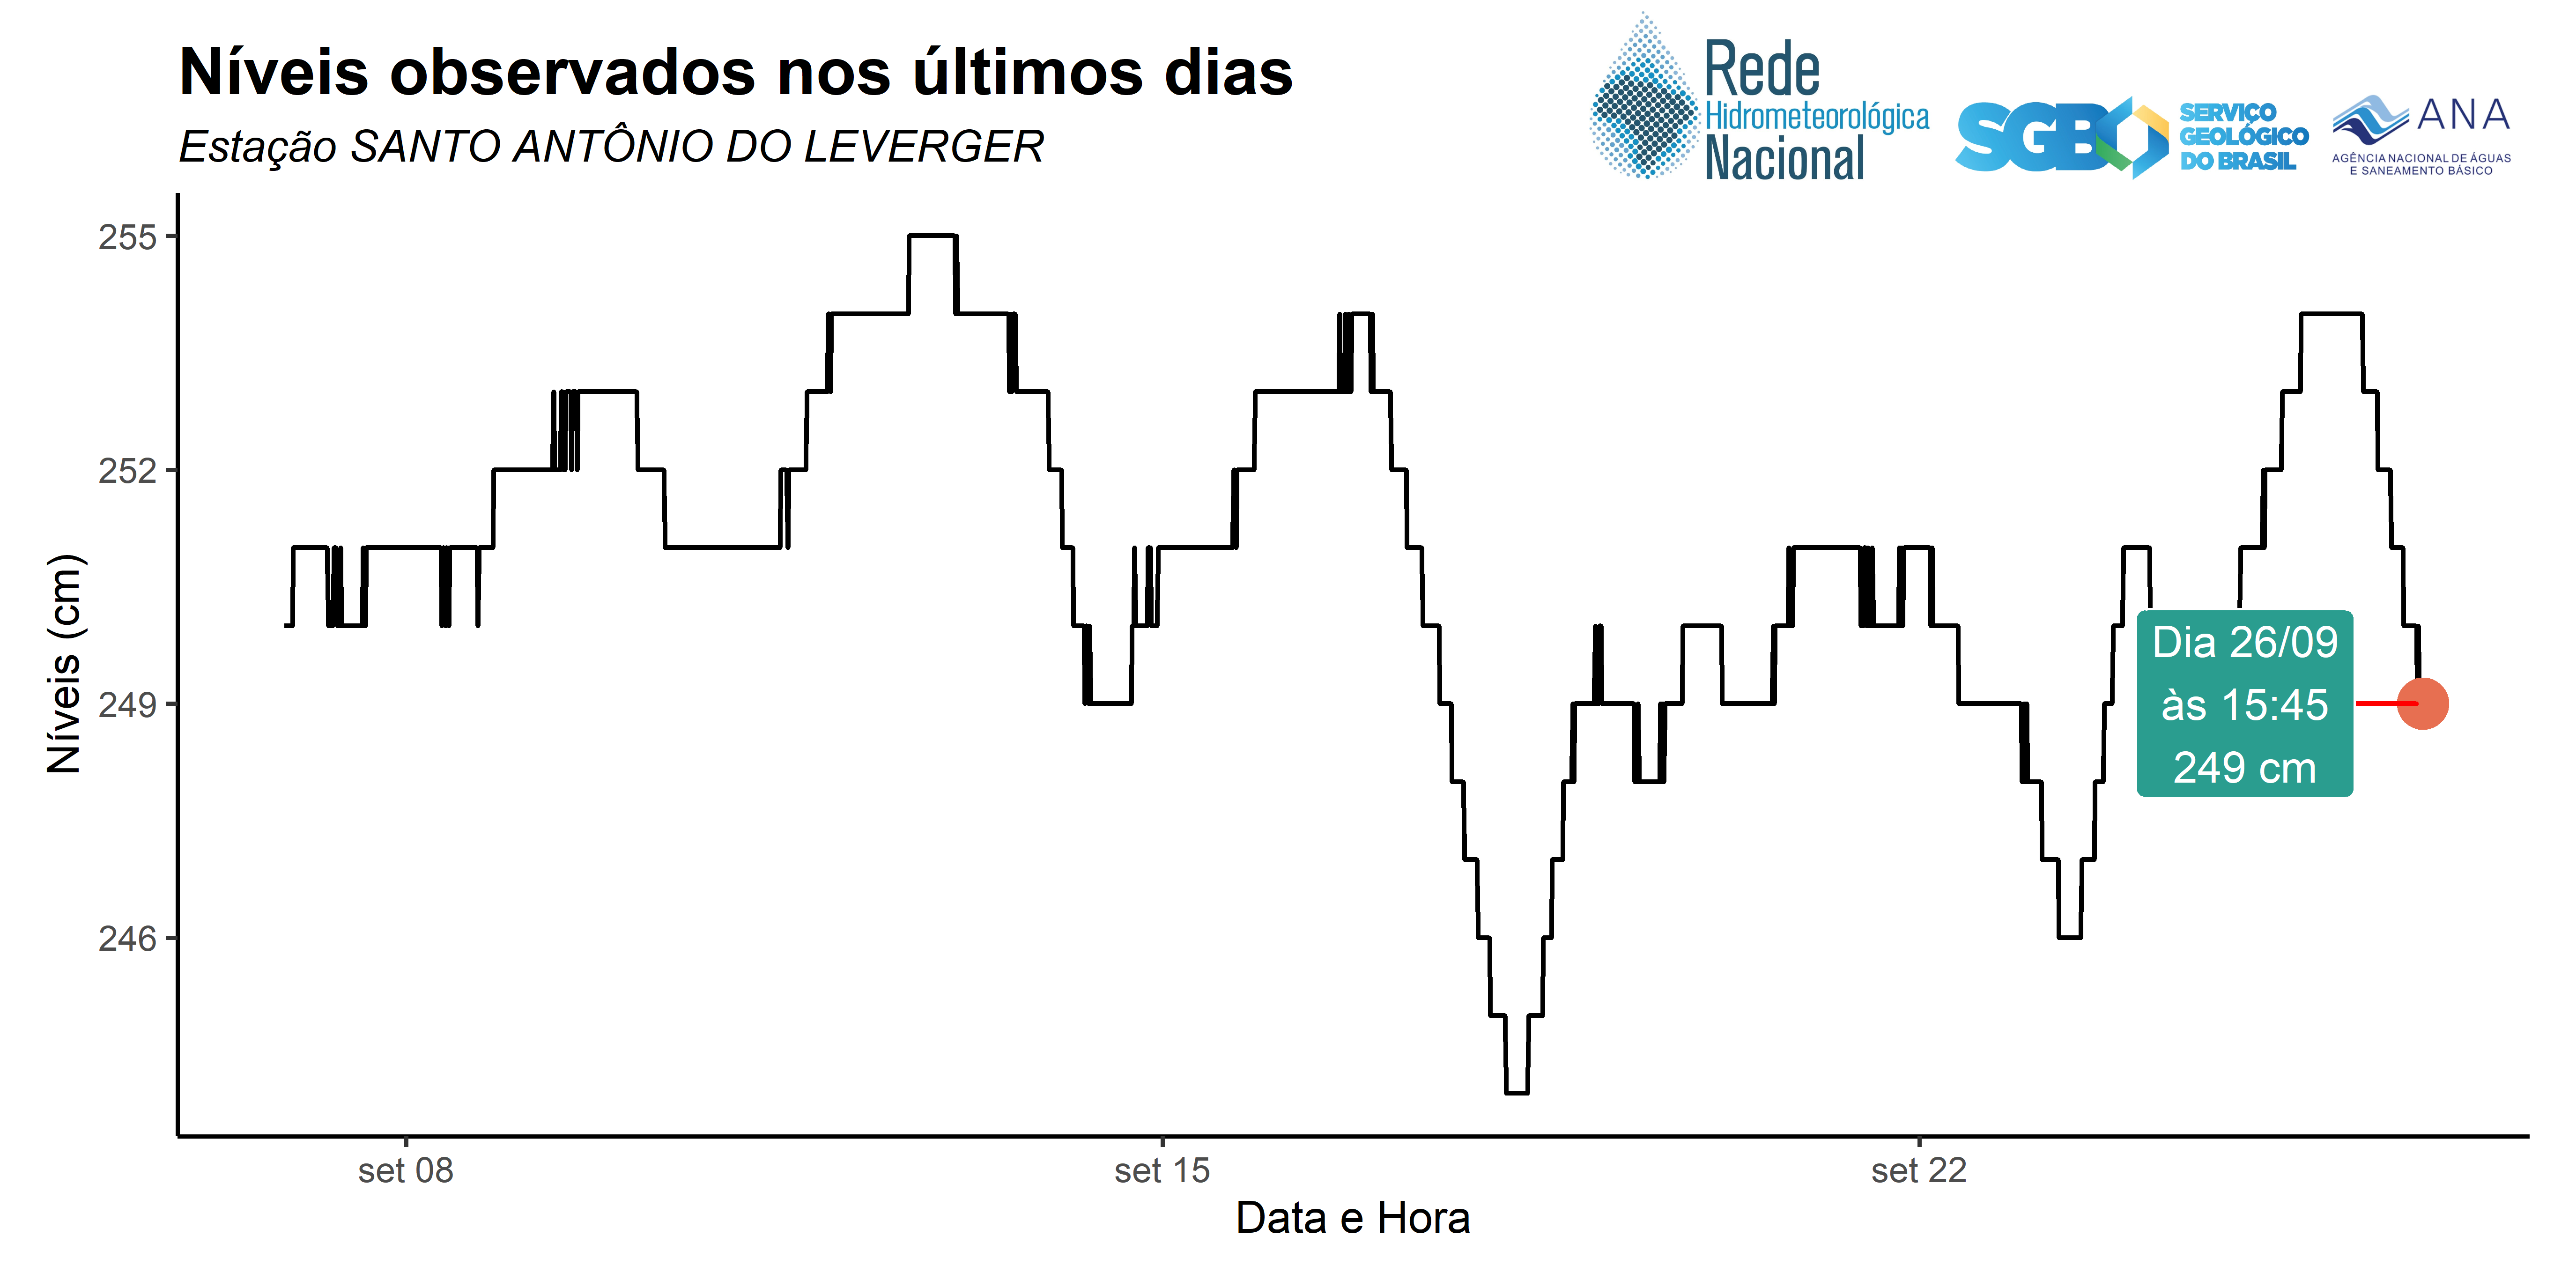 Níveis observados nos últimos dias
Estação SANTO ANTÔNIO DO LEVERGER
Rede
Hidrometeorológica
Nacional
SGB
SERVIÇO
GEOLÓGICO
DO BRASIL
ANA
AGÊNCIA NACIONAL DE ÁGUAS
E SANEAMENTO BÁSICO
Níveis (cm)
255
252
249
246
Dia 26/09
às 15:45
249 cm
set 08
set 15
set 22
Data e Hora